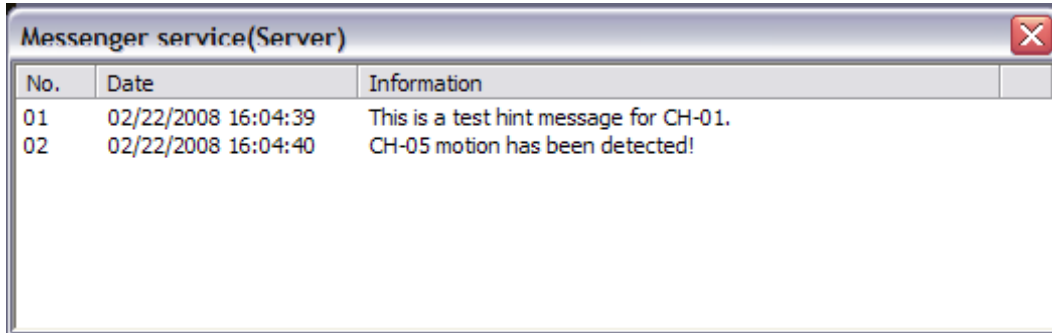 Messenger service(Server)
No. Date Information
01 02/22/2008 16:04:39 This is a test hint message for CH-01.
02 02/22/2008 16:04:40 CH-05 motion has been detected!